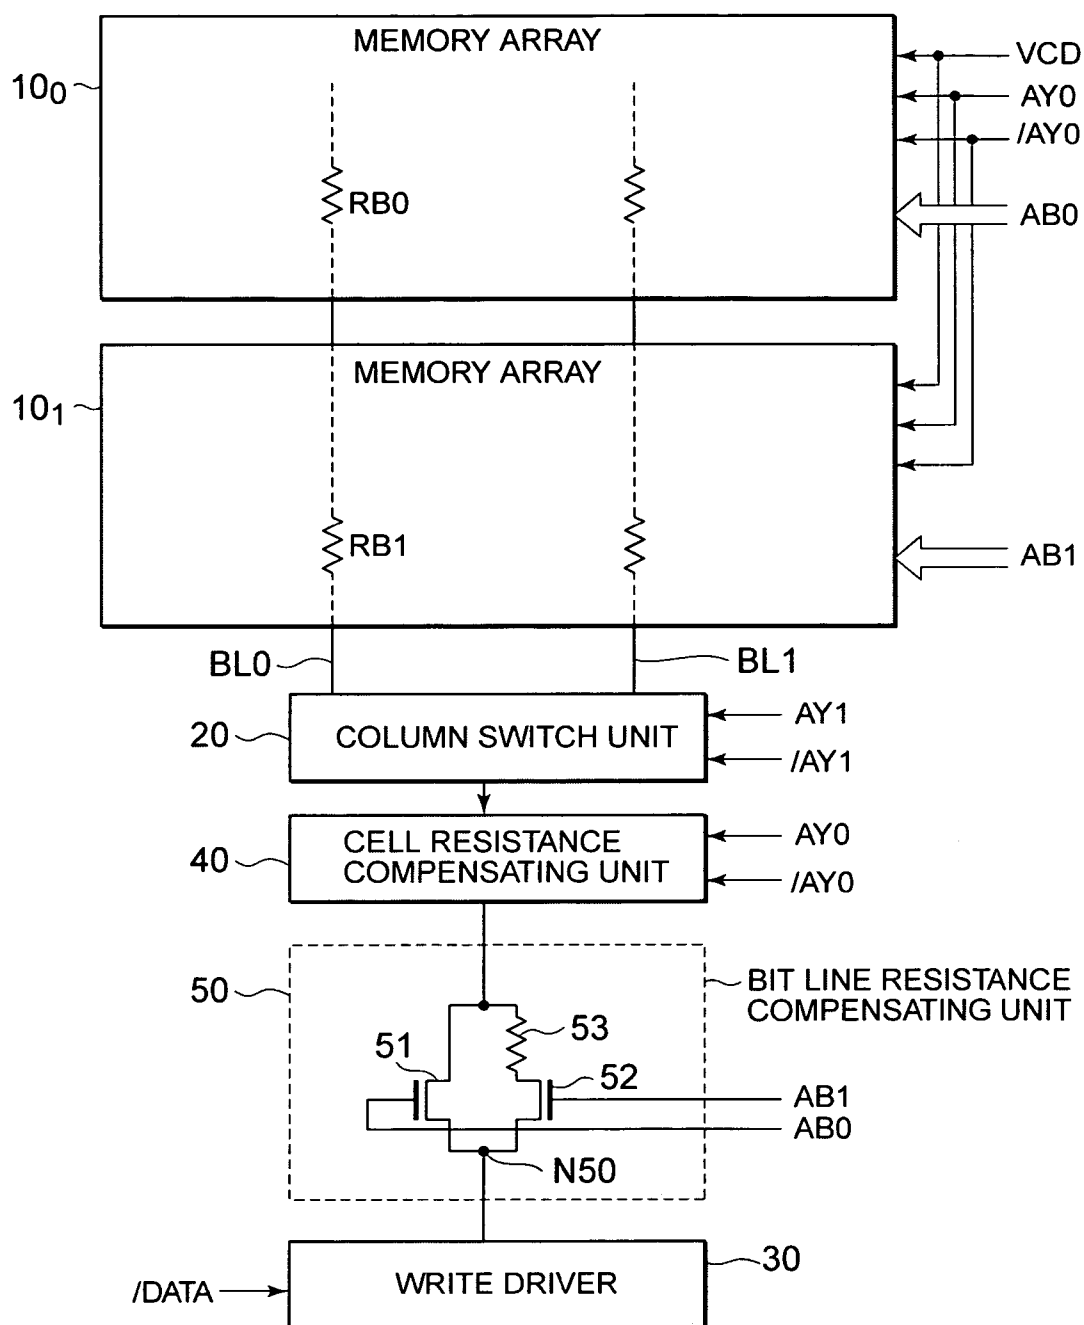 MEMORY ARRAY
VCD
10₀
AY0
/AY0
RB0
AB0
MEMORY ARRAY
10₁
RB1
AB1
BL0
BL1
20
COLUMN SWITCH UNIT
AY1
/AY1
40
CELL RESISTANCE
COMPENSATING UNIT
AY0
/AY0
50
BIT LINE RESISTANCE
COMPENSATING UNIT
53
51
52
AB1
AB0
N50
/DATA
WRITE DRIVER
30